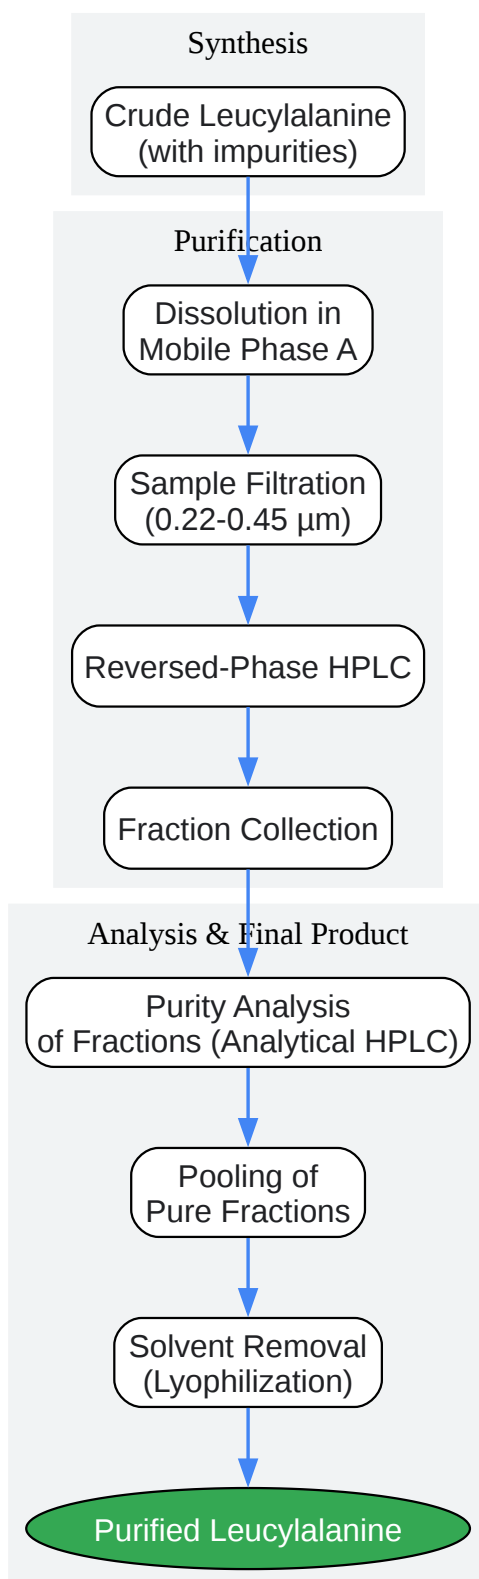 Synthesis
Crude Leucylalanine
(with impurities)
Purification
Dissolution in
Mobile Phase A
Sample Filtration
(0.22-0.45 µm)
Reversed-Phase HPLC
Fraction Collection
Analysis & Final Product
Purity Analysis
of Fractions (Analytical HPLC)
Pooling of
Pure Fractions
Solvent Removal
(Lyophilization)
Purified Leucylalanine